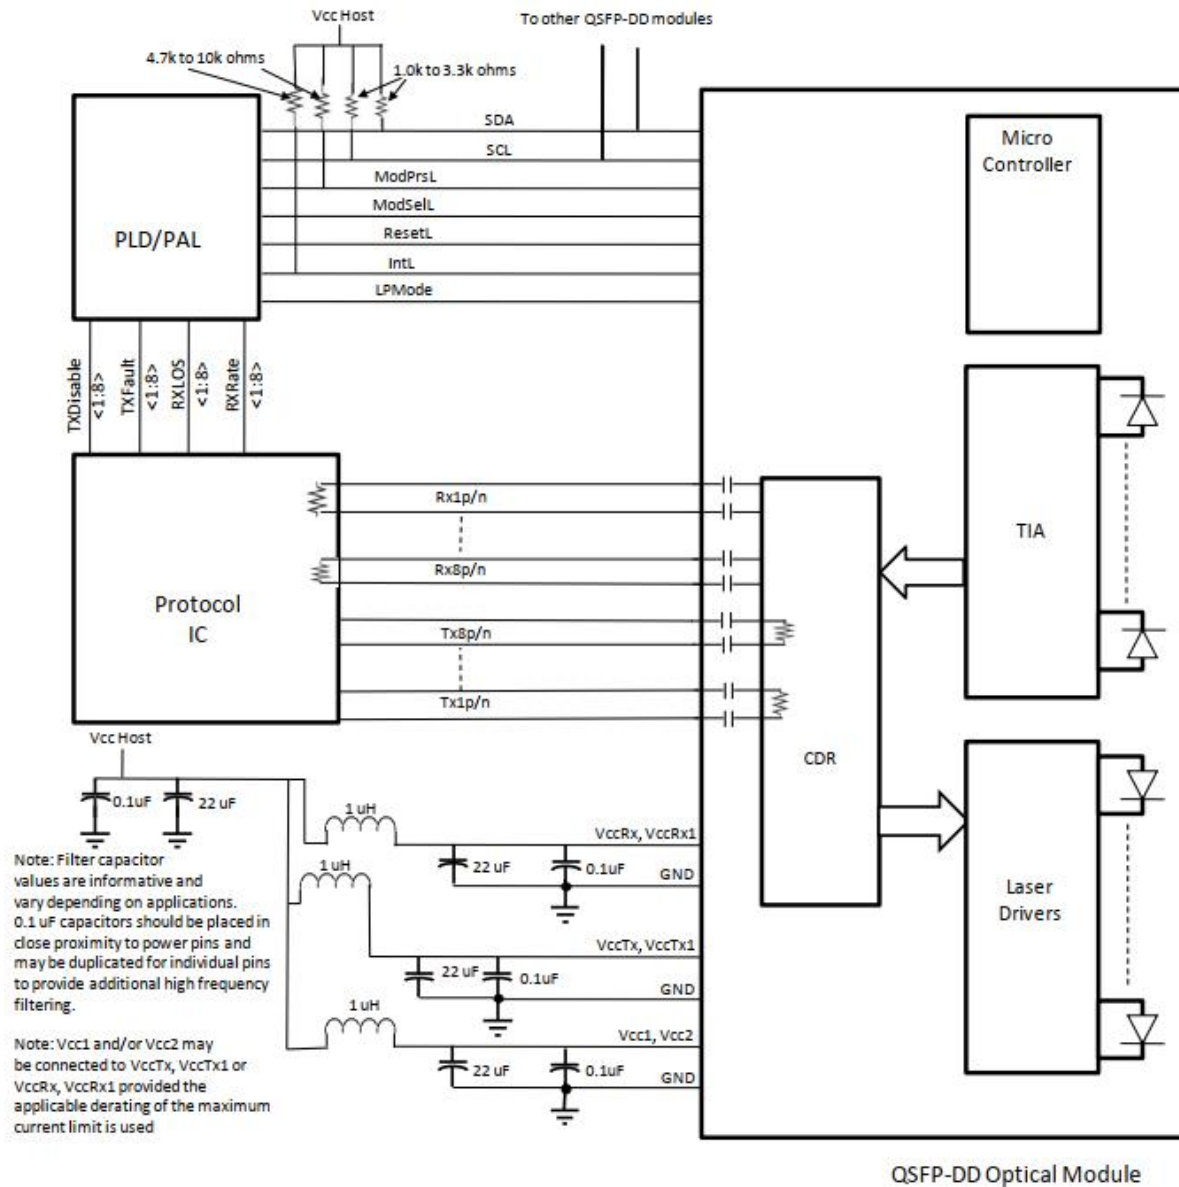 Vcc Host
To other QSFP-DD modules
4.7k to 10k ohms
1.0k to 3.3k ohms
SDA
SCL
ModPrsL
ModSelL
ResetL
IntL
LPMode
PLD/PAL
Micro
Controller
TXDisable
<1:8>
TXFault
<1:8>
RXLOS
<1:8>
RXRate
<1:8>
Rx1p/n
Rx8p/n
Tx8p/n
Tx1p/n
Protocol
IC
TIA
CDR
Laser
Drivers
Vcc Host
0.1uF
22 uF
1 uH
VccRx, VccRx1
22 uF
0.1uF
GND
1 uH
VccTx, VccTx1
22 uF
0.1uF
GND
1 uH
Vcc1, Vcc2
22 uF
0.1uF
GND
Note: Filter capacitor
values are informative and
vary depending on applications.
0.1 uF capacitors should be placed in
close proximity to power pins and
may be duplicated for individual pins
to provide additional high frequency
filtering.
Note: Vcc1 and/or Vcc2 may
be connected to VccTx, VccTx1 or
VccRx, VccRx1 provided the
applicable derating of the maximum
current limit is used
QSFP-DD Optical Module